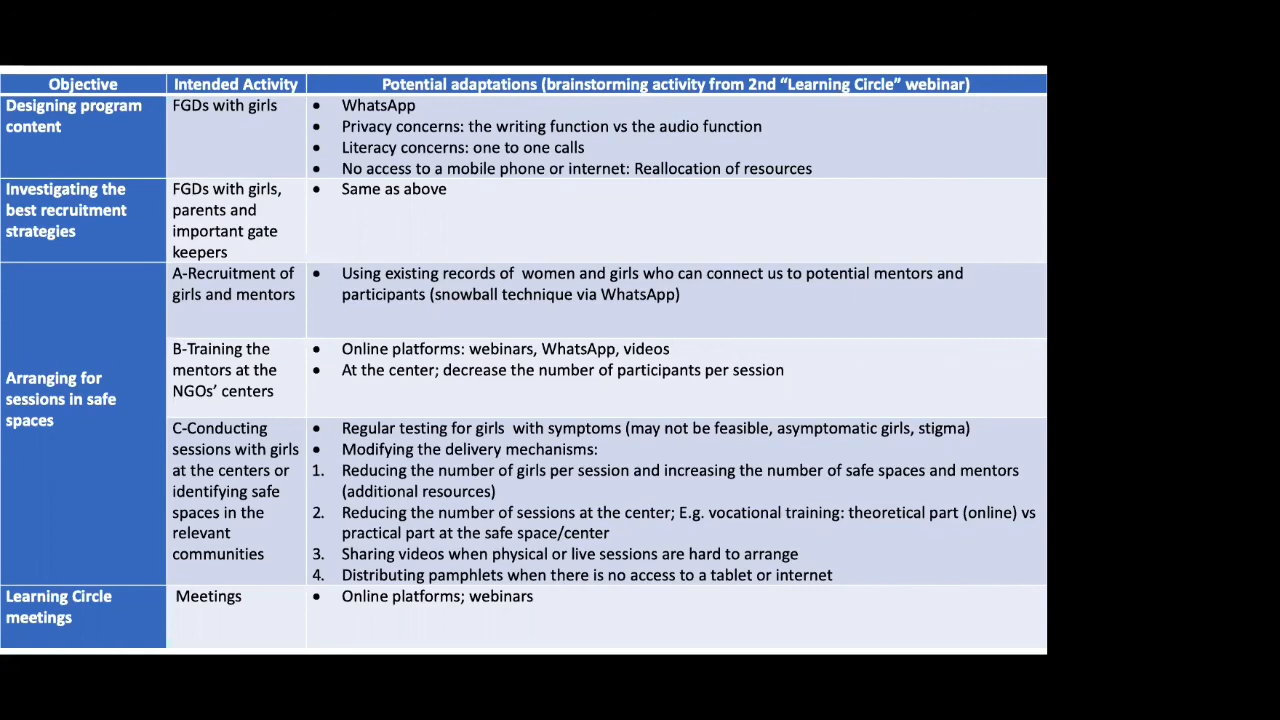 Objective Intended Activity Potential adaptations (brainstorming activity from 2nd “Learning Circle” webinar)
Designing program
content
FGDs with girls
• WhatsApp
• Privacy concerns: the writing function vs the audio function
• Literacy concerns: one to one calls
• No access to a mobile phone or internet: Reallocation of resources
Investigating the
best recruitment
strategies
FGDs with girls,
parents and
important gate
keepers
• Same as above
Arranging for
sessions in safe
spaces
A-Recruitment of
girls and mentors
• Using existing records of women and girls who can connect us to potential mentors and
participants (snowball technique via WhatsApp)
B-Training the
mentors at the
NGOs’ centers
• Online platforms: webinars, WhatsApp, videos
• At the center; decrease the number of participants per session
C-Conducting
sessions with girls
at the centers or
identifying safe
spaces in the
relevant
communities
• Regular testing for girls with symptoms (may not be feasible, asymptomatic girls, stigma)
• Modifying the delivery mechanisms:
1. Reducing the number of girls per session and increasing the number of safe spaces and mentors
(additional resources)
2. Reducing the number of sessions at the center; E.g. vocational training: theoretical part (online) vs
practical part at the safe space/center
3. Sharing videos when physical or live sessions are hard to arrange
4. Distributing pamphlets when there is no access to a tablet or internet
Learning Circle
meetings
Meetings
• Online platforms; webinars